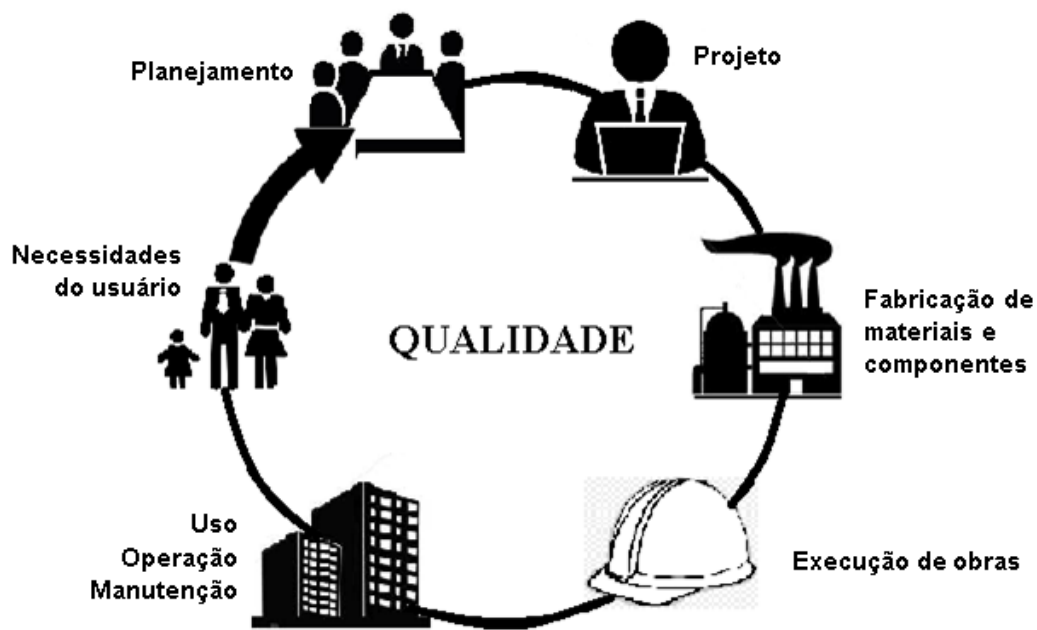 Planejamento
Projeto
Necessidades
do usuário
QUALIDADE
Fabricação de
materiais e
componentes
Uso
Operação
Manutenção
Execução de obras